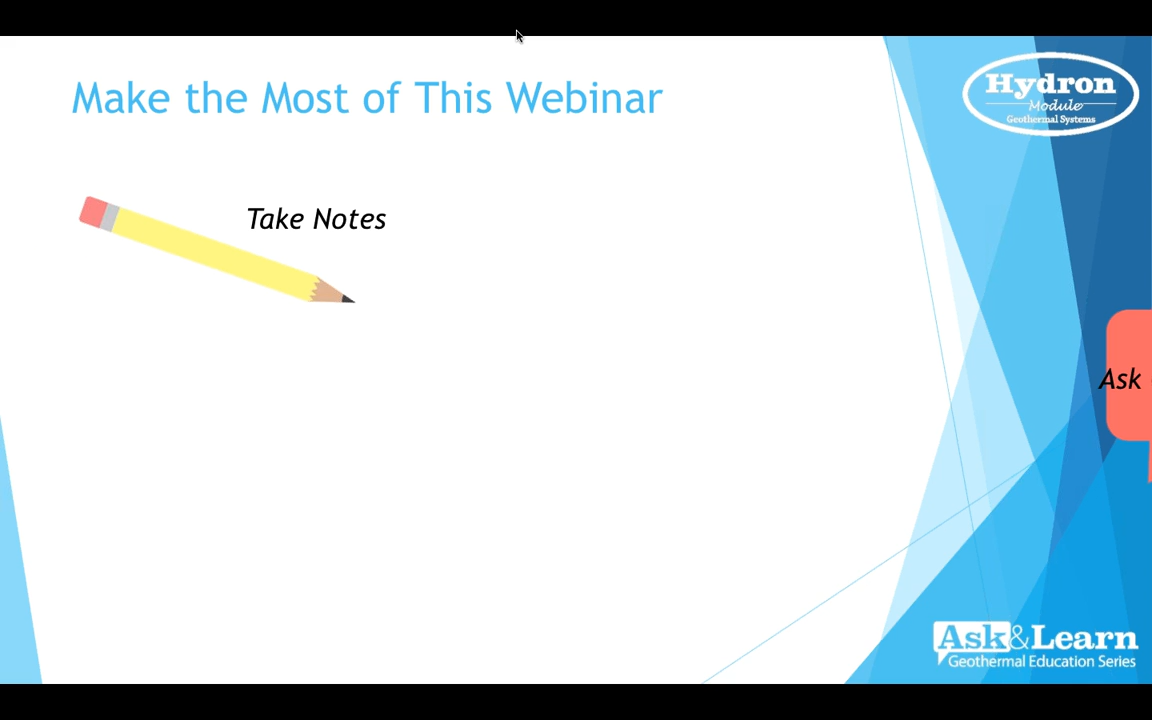 Make the Most of This Webinar
Hydron
Module
Geothermal Systems
Take Notes
Ask
Ask&Learn
Geothermal Education Series